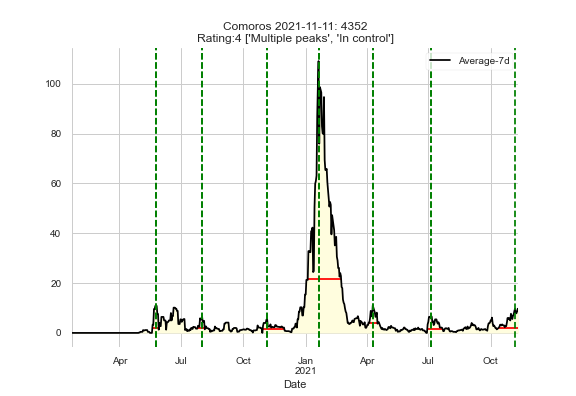 Comoros 2021-11-11: 4352
Rating:4 ['Multiple peaks', 'In control']
Average-7d
100
80
60
40
20
0
Apr Jul Oct Jan Apr Jul Oct
2021
Date